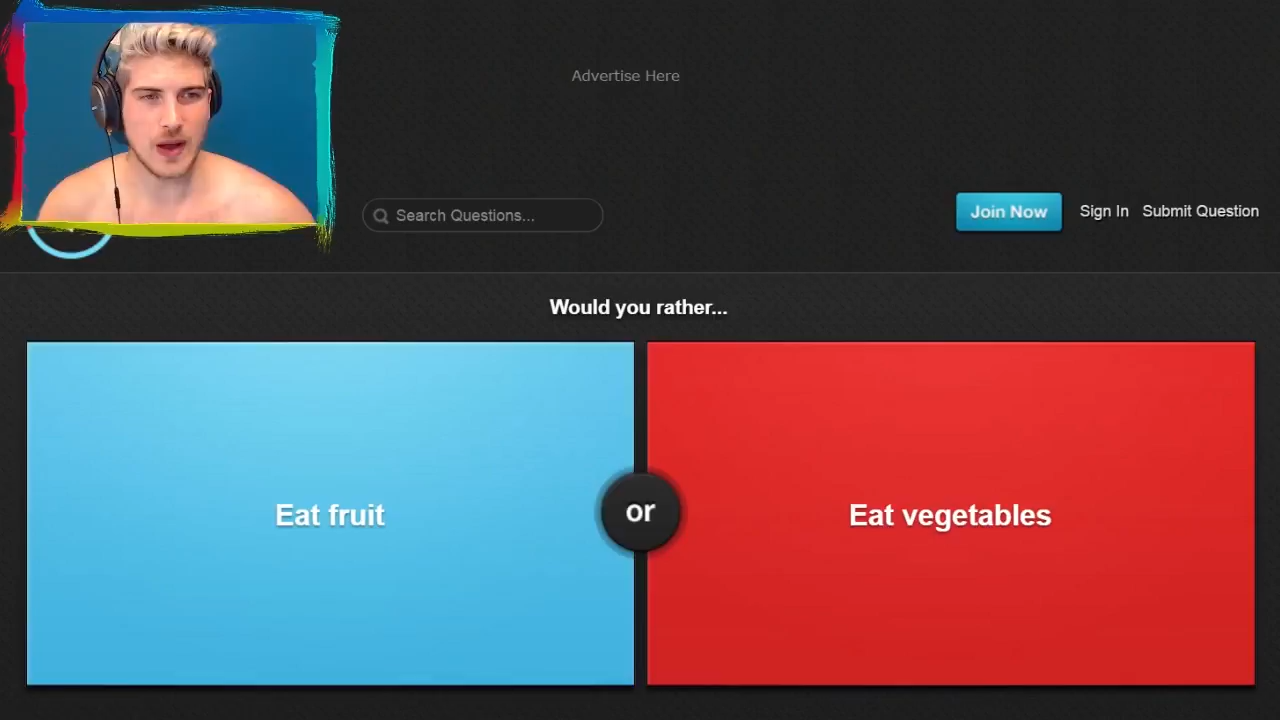 Advertise Here
Search Questions...
Join Now
Sign In
Submit Question
Would you rather...
Eat fruit
or
Eat vegetables